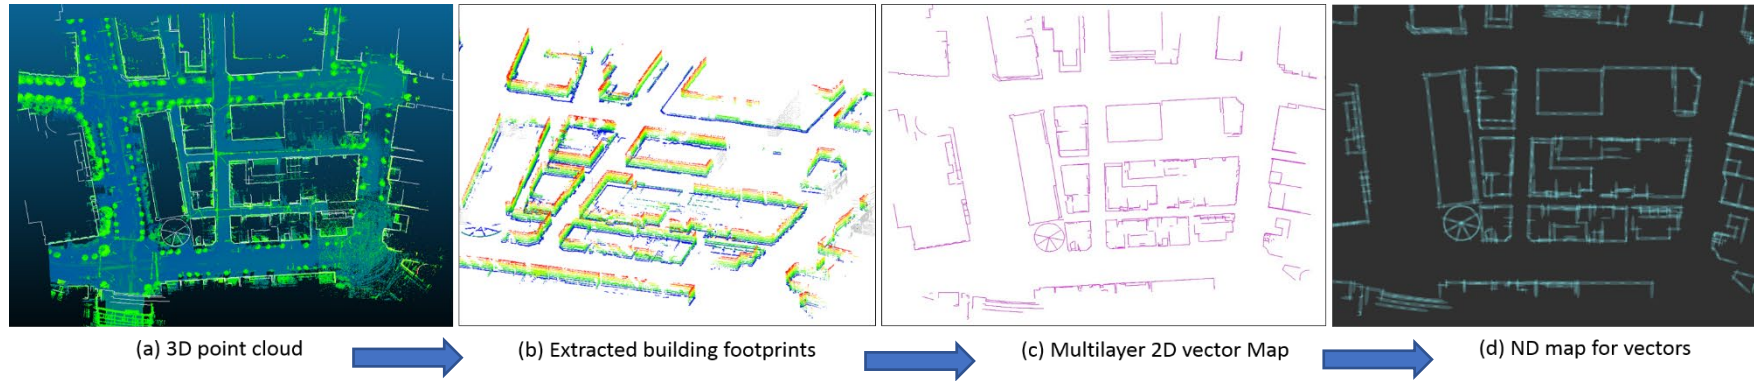 (a) 3D point cloud
(b) Extracted building footprints
(c) Multilayer 2D vector Map
(d) ND map for vectors